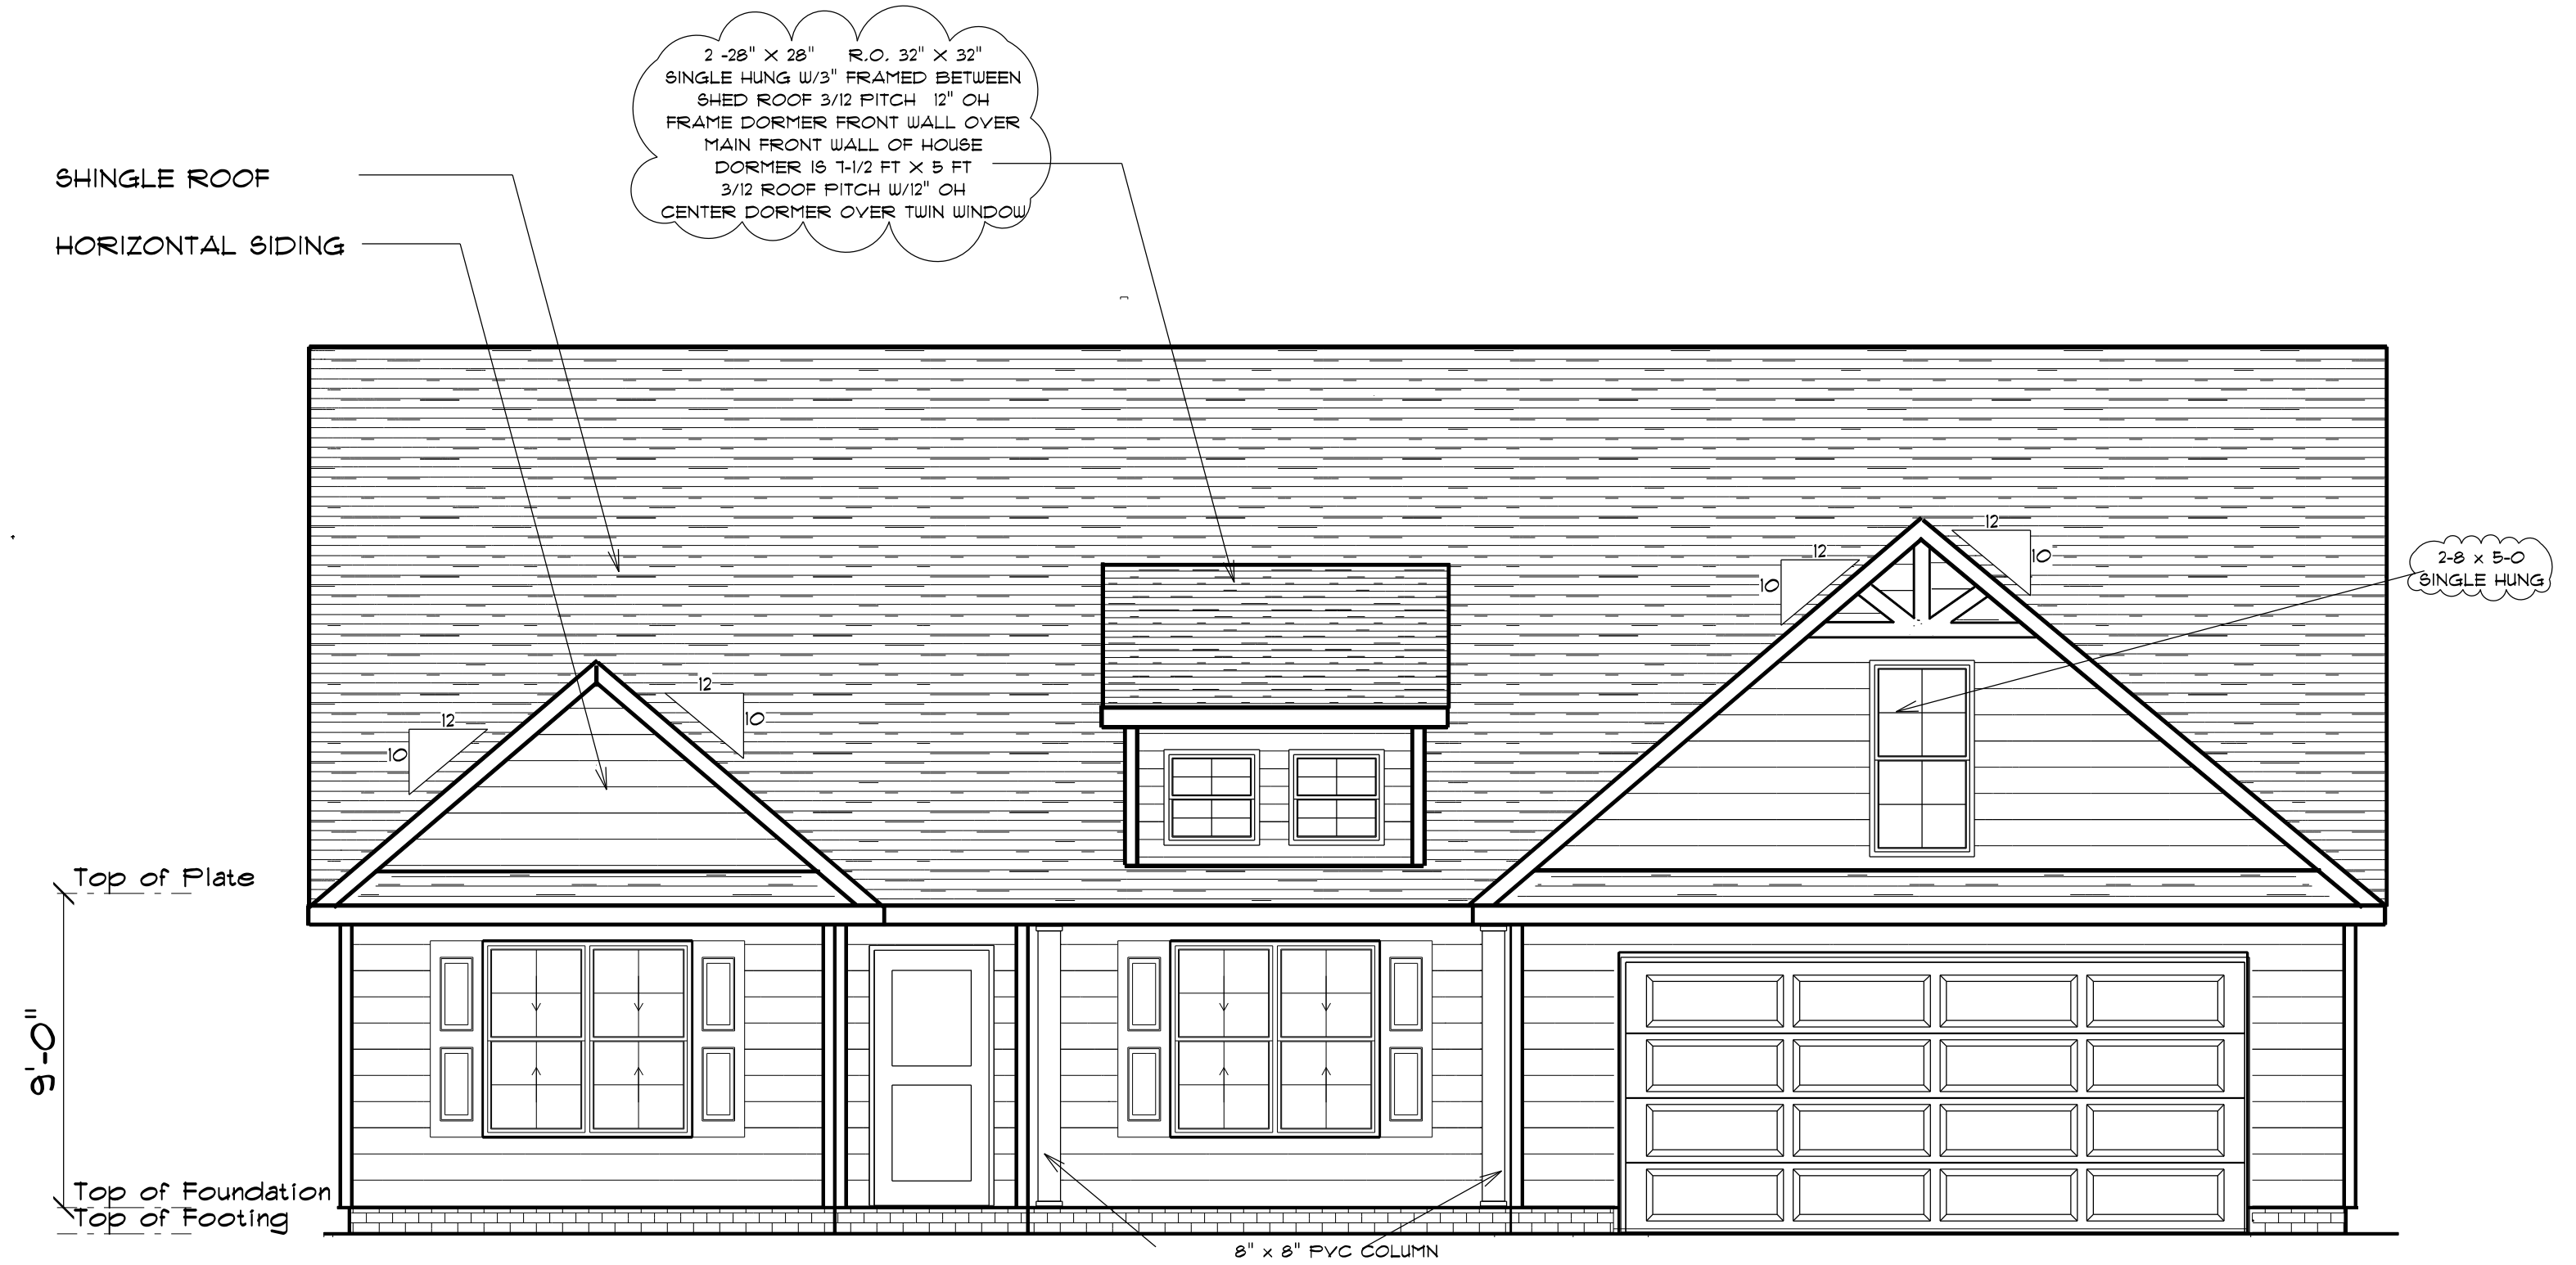 2 -28" X 28" R.O. 32" X 32"
SINGLE HUNG W/3" FRAMED BETWEEN
SHED ROOF 3/12 PITCH 12" OH
FRAME DORMER FRONT WALL OVER
MAIN FRONT WALL OF HOUSE
DORMER IS 7-1/2 FT X 5 FT
3/12 ROOF PITCH W/12" OH
CENTER DORMER OVER TWIN WINDOW
SHINGLE ROOF
HORIZONTAL SIDING
12
10
12
10
2-8 x 5-0
SINGLE HUNG
12
10
12
10
Top of Plate
9'-0"
Top of Foundation
Top of Footing
8" x 8" PVC COLUMN